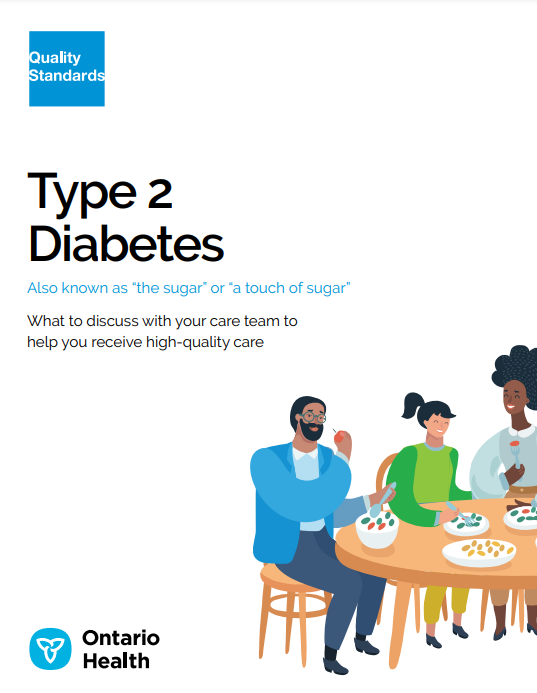 Quality
Standards
Type 2
Diabetes
Also known as “the sugar” or “a touch of sugar”
What to discuss with your care team to
help you receive high-quality care
Ontario
Health